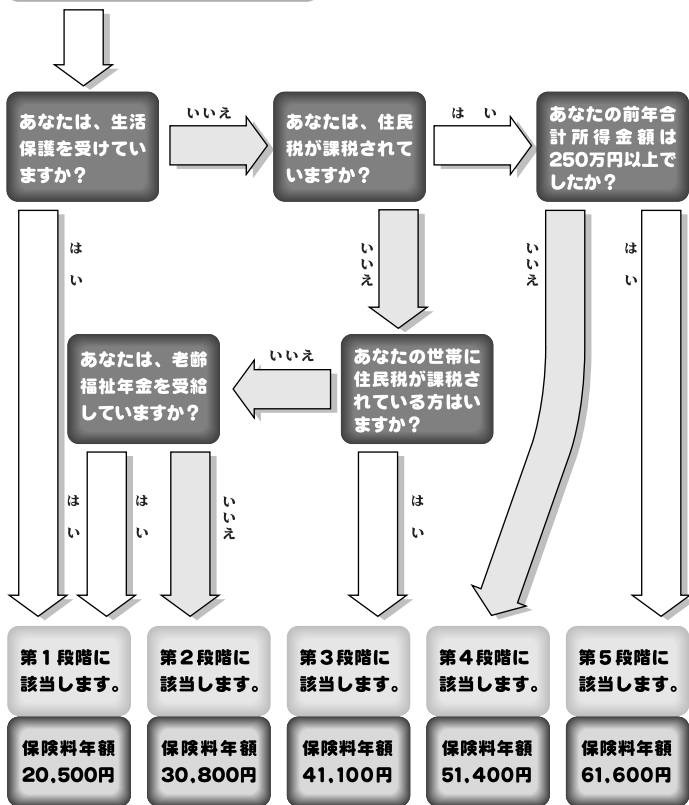 あなたは、生活
保護を受けてい
ますか？
いいえ
あなたは、住民
税が課税されて
いますか？
はい
あなたの前年合
計所得金額は
250万円以上で
したか？
はい
いいえ
いいえ
はい
あなたは、老齢
福祉年金を受給
していますか？
いいえ
あなたの世帯に
住民税が課税さ
れている方はい
ますか？
はい
はい
いいえ
はい
第1段階に
該当します。
第2段階に
該当します。
第3段階に
該当します。
第4段階に
該当します。
第5段階に
該当します。
保険料年額
20,500円
保険料年額
30,800円
保険料年額
41,100円
保険料年額
51,400円
保険料年額
61,600円